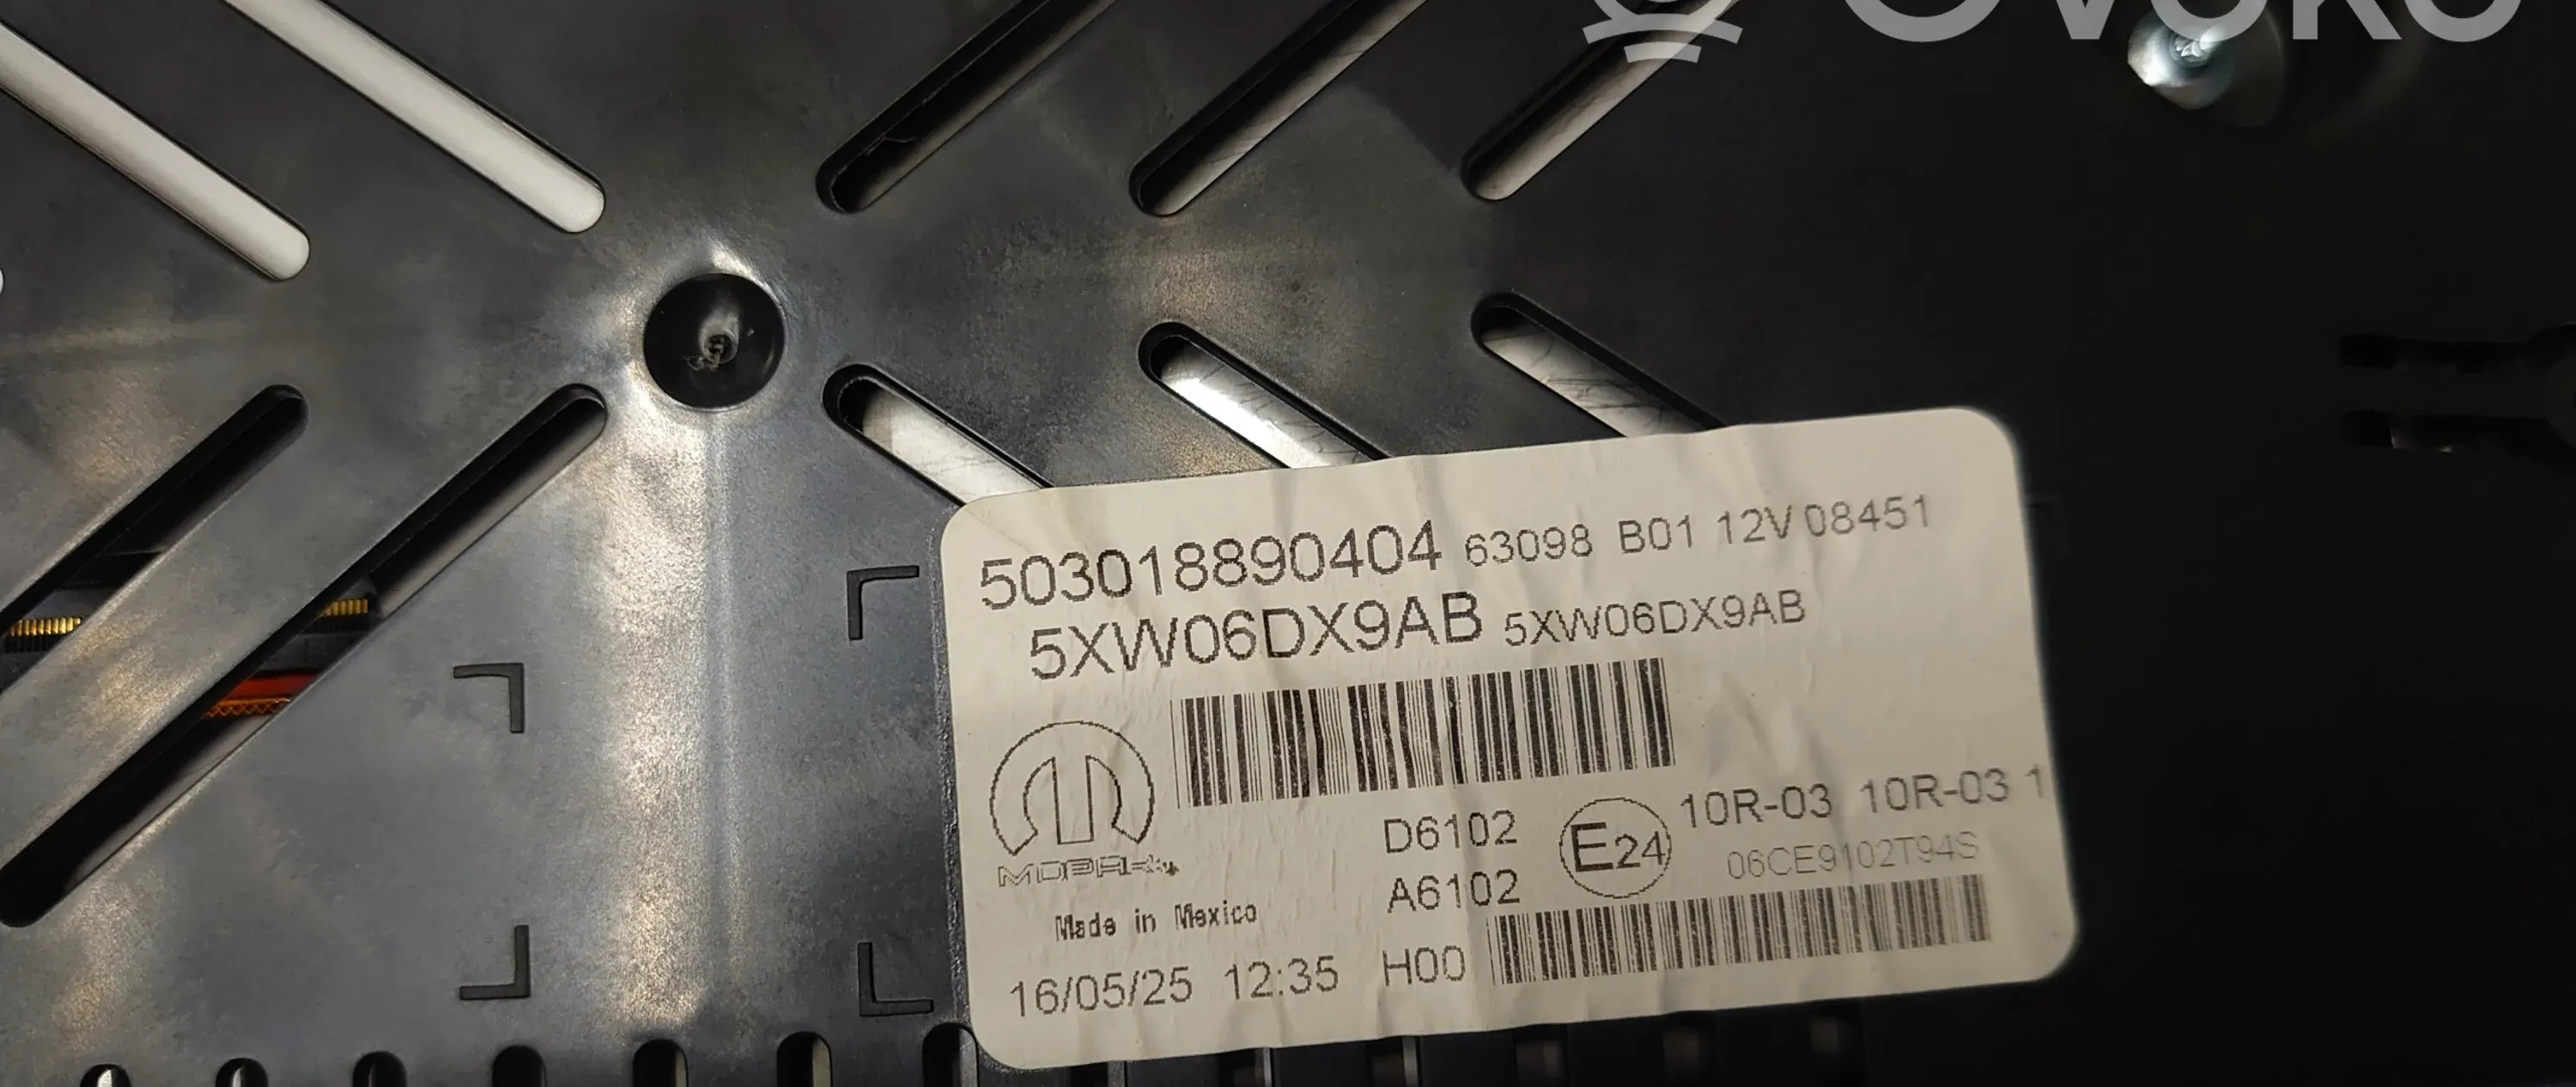 OVOKO
503018890404 63098 B01 12V 08451
5XW06DX9AB 5XW06DX9AB
MOPAR
D6102 E24 10R-03 10R-03 1
A6102 06CE9102T94S
Made in Mexico
16/05/25 12:35 H00